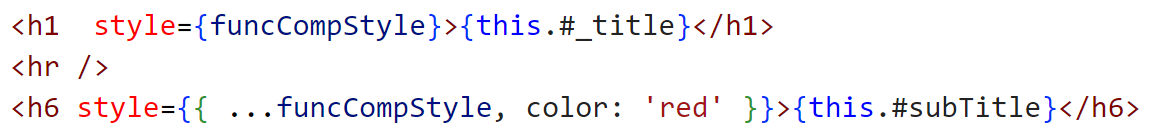 <h1  style={funcCompStyle}>{this.#_title}</h1>
<hr />
<h6 style={{ ...funcCompStyle, color: 'red' }}>{this.#subTitle}</h6>